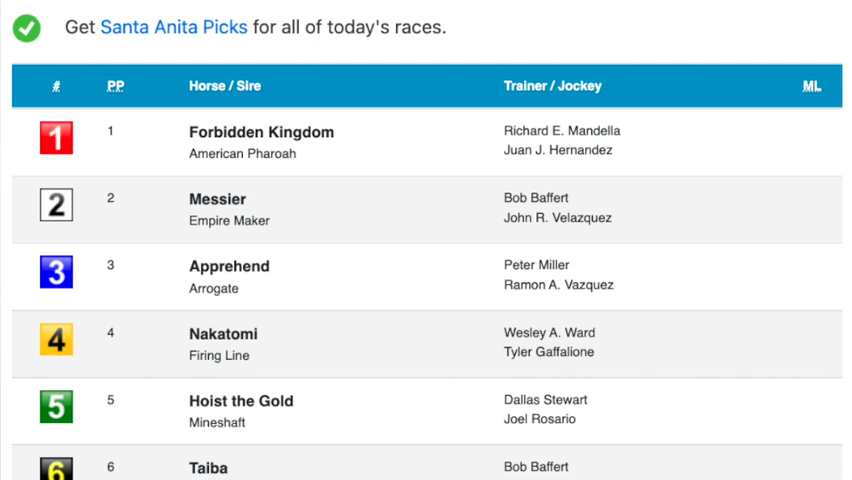 Get Santa Anita Picks for all of today's races.
# PP Horse / Sire Trainer / Jockey ML
1 1 Forbidden Kingdom Richard E. Mandella
American Pharoah Juan J. Hernandez
2 2 Messier Bob Baffert
Empire Maker John R. Velazquez
3 3 Apprehend Peter Miller
Arrogate Ramon A. Vazquez
4 4 Nakatomi Wesley A. Ward
Firing Line Tyler Gaffalione
5 5 Hoist the Gold Dallas Stewart
Mineshaft Joel Rosario
6 6 Taiba Bob Baffert